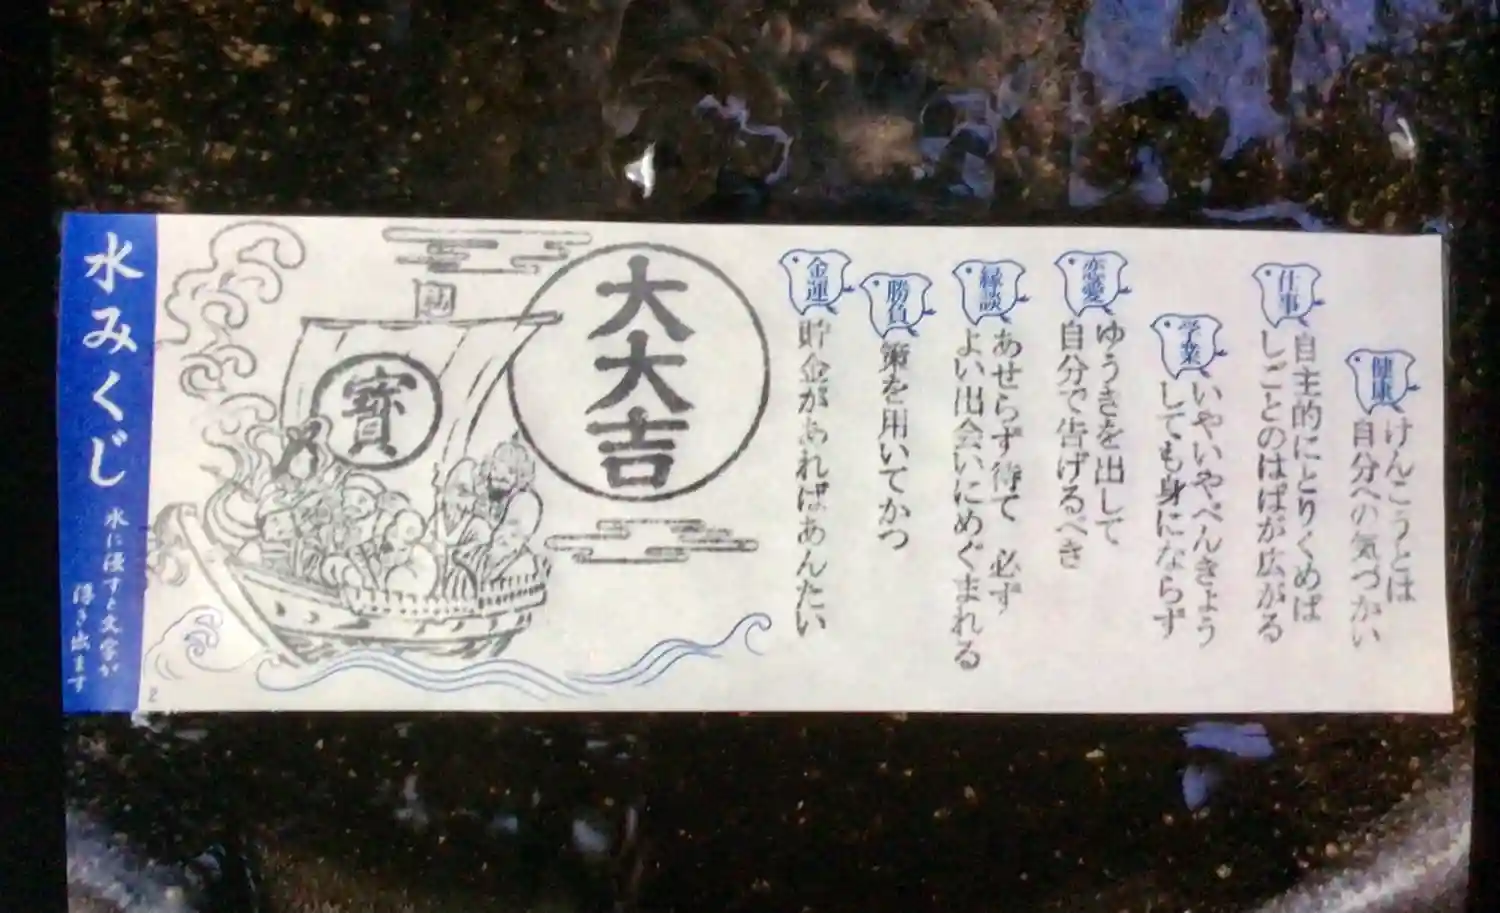 水みくじ
水に浸すと文字が
浮き出ます
大大吉
寳
健康
けんこうとは
自分への気づかい
仕事
自主的にとりくめば
しごとのはばが広がる
学業
いやいやべんきょう
しても身にならず
恋愛
ゆうきを出して
自分で告げるべき
縁談
あせらず待て 必ず
よい出会いにめぐまれる
勝負
策を用いてかつ
金運
貯金があればあんたい
2